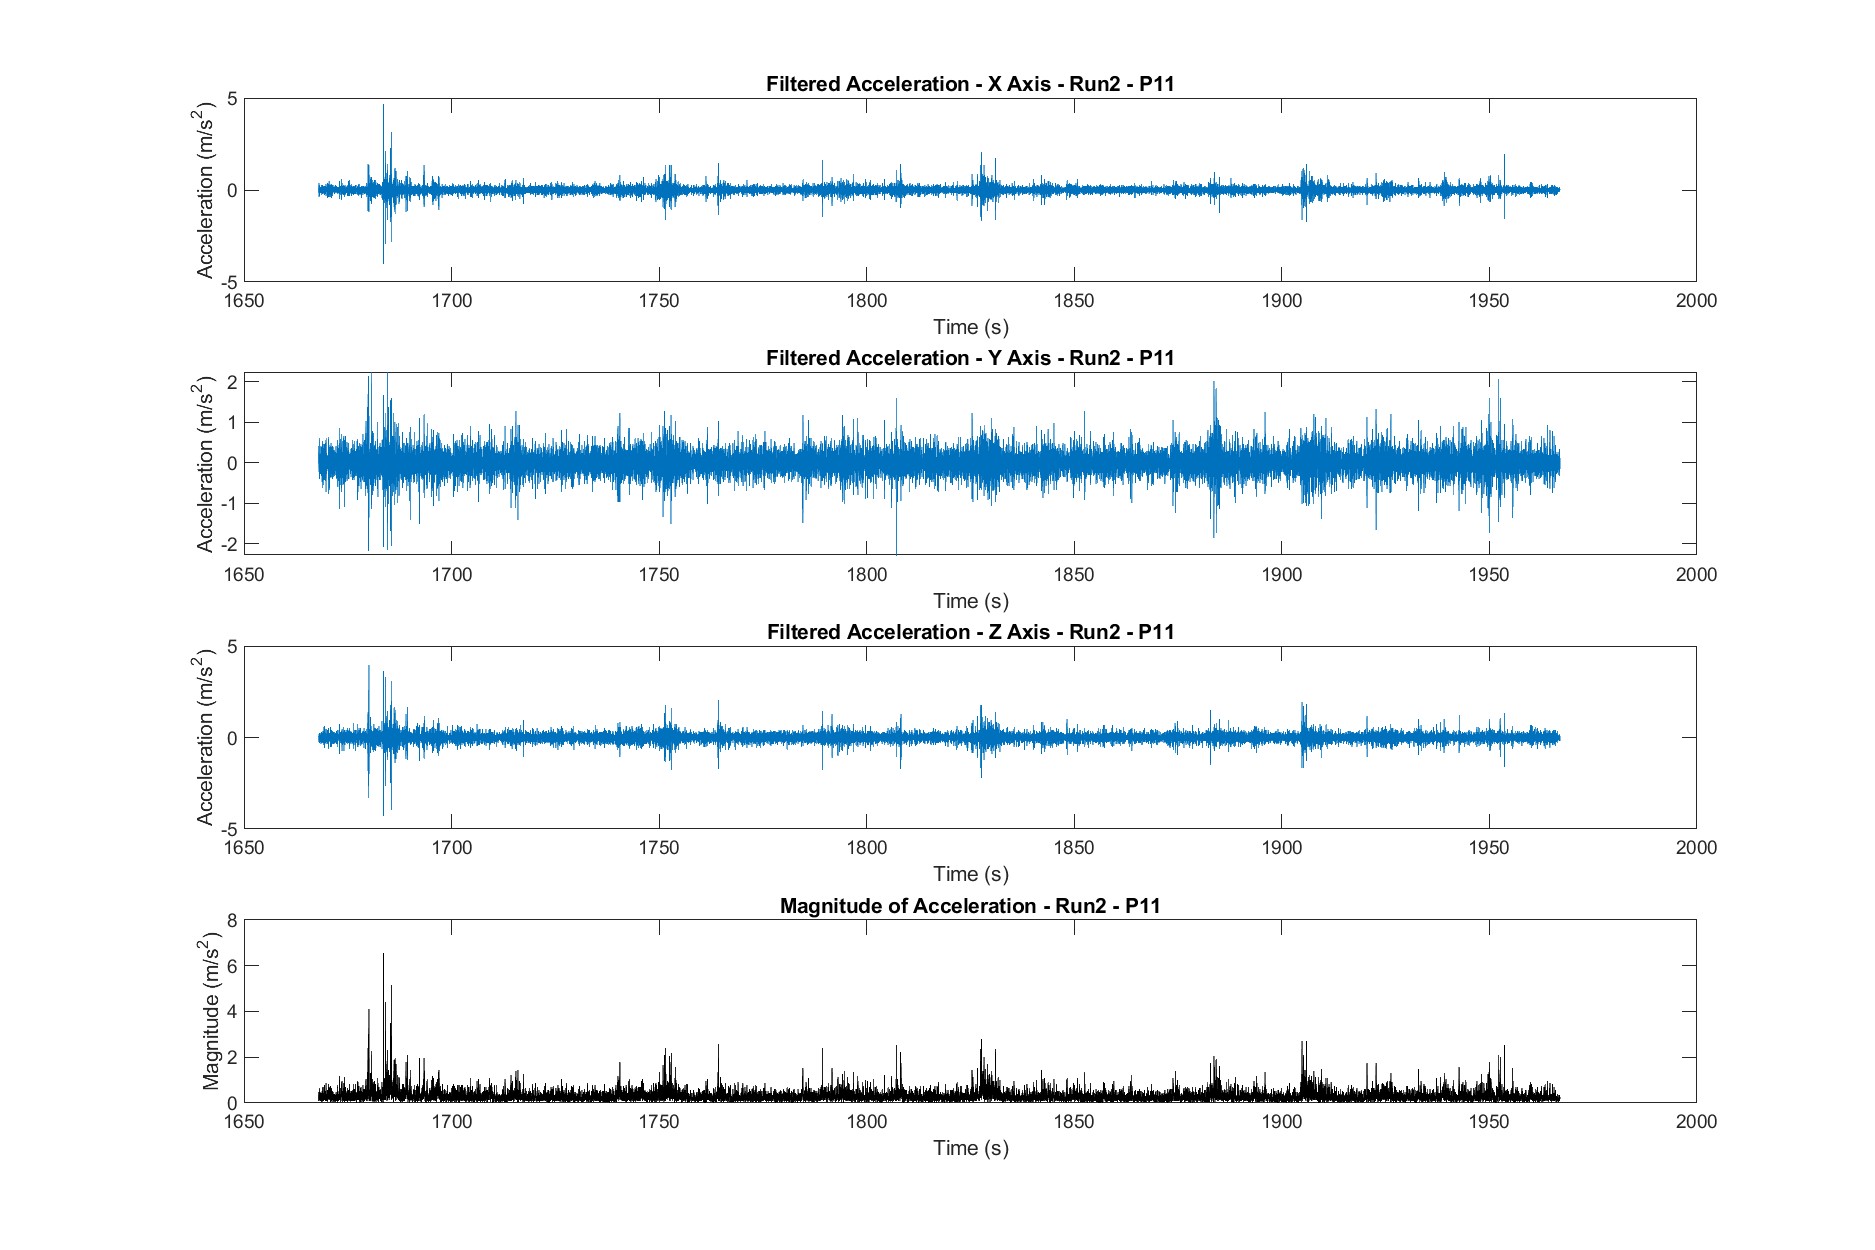 Filtered Acceleration - X Axis - Run2 - P11
Acceleration (m/s²)
5
0
-5
1650 1700 1750 1800 1850 1900 1950 2000
Time (s)
Filtered Acceleration - Y Axis - Run2 - P11
Acceleration (m/s²)
2
1
0
-1
-2
1650 1700 1750 1800 1850 1900 1950 2000
Time (s)
Filtered Acceleration - Z Axis - Run2 - P11
Acceleration (m/s²)
5
0
-5
1650 1700 1750 1800 1850 1900 1950 2000
Time (s)
Magnitude of Acceleration - Run2 - P11
Magnitude (m/s²)
8
6
4
2
0
1650 1700 1750 1800 1850 1900 1950 2000
Time (s)